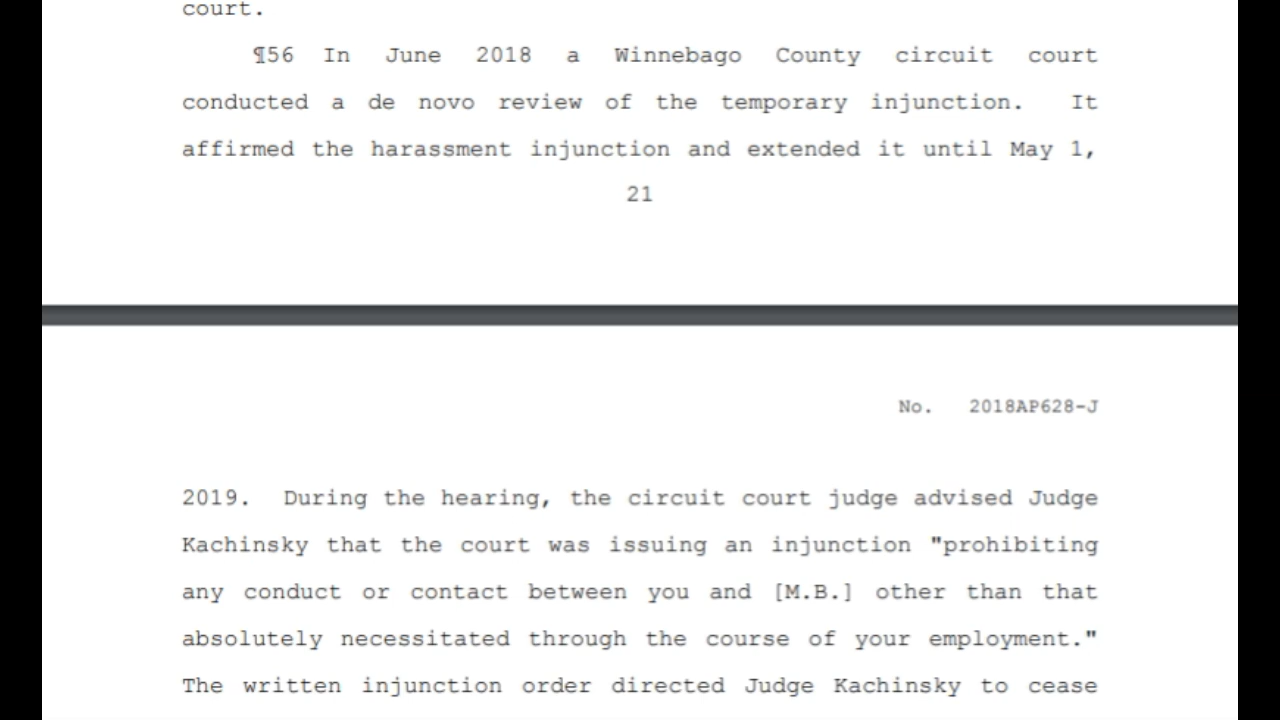 court.
¶56 In June 2018 a Winnebago County circuit court
conducted a de novo review of the temporary injunction. It
affirmed the harassment injunction and extended it until May 1,
21
No. 2018AP628-J
2019. During the hearing, the circuit court judge advised Judge
Kachinsky that the court was issuing an injunction "prohibiting
any conduct or contact between you and [M.B.] other than that
absolutely necessitated through the course of your employment."
The written injunction order directed Judge Kachinsky to cease